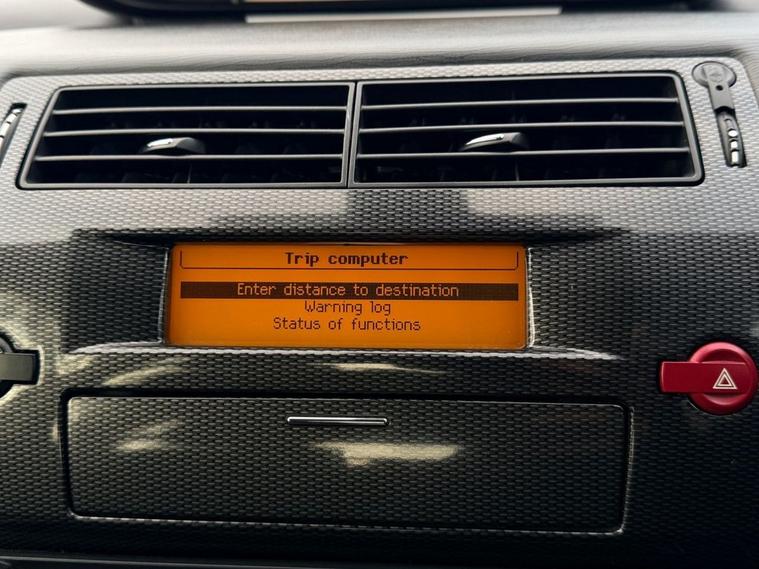 Trip computer
Enter distance to destination
Warning log
Status of functions